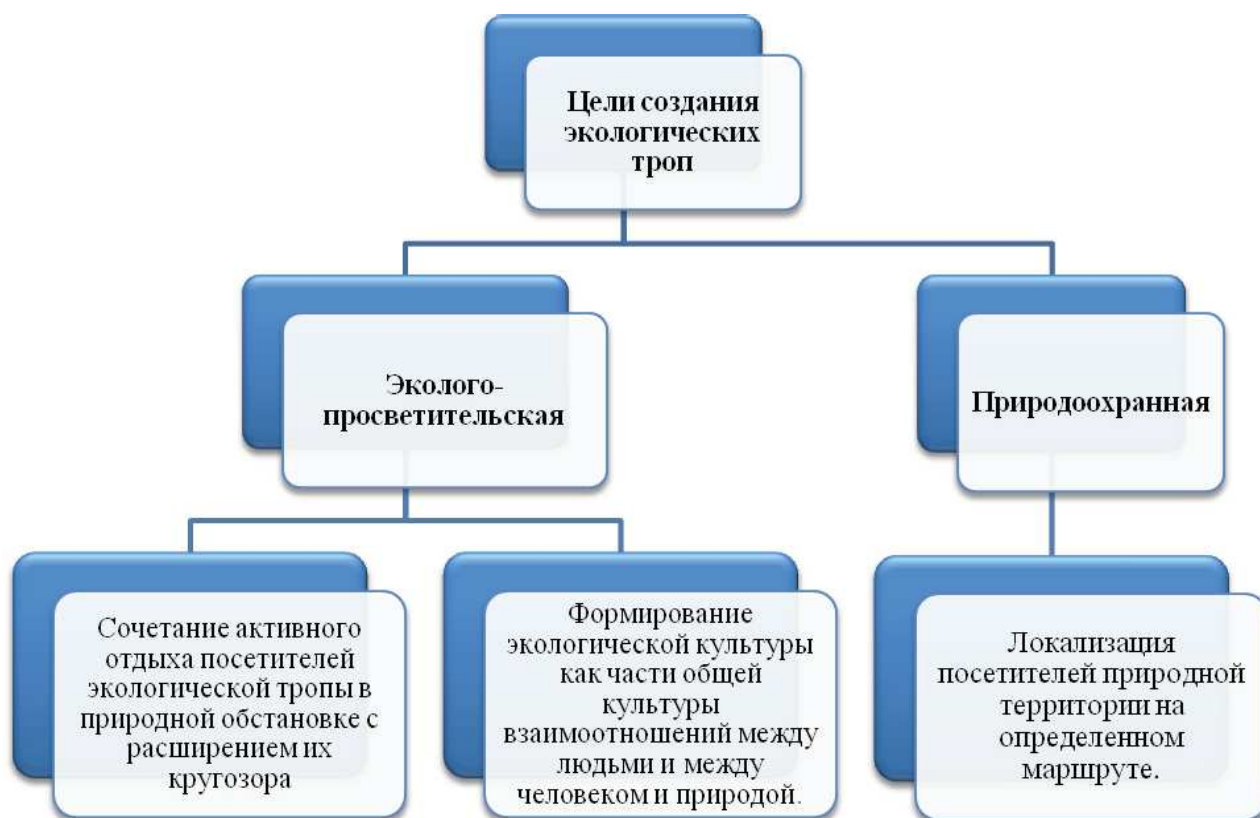 Цели создания
экологических
троп
Эколого-
просветительская
Природоохранная
Сочетание активного
отдыха посетителей
экологической тропы в
природной обстановке с
расширением их
кругозора
Формирование
экологической культуры
как части общей
культуры
взаимоотношений между
людьми и между
человеком и природой.
Локализация
посетителей природной
территории на
определенном
маршруте.